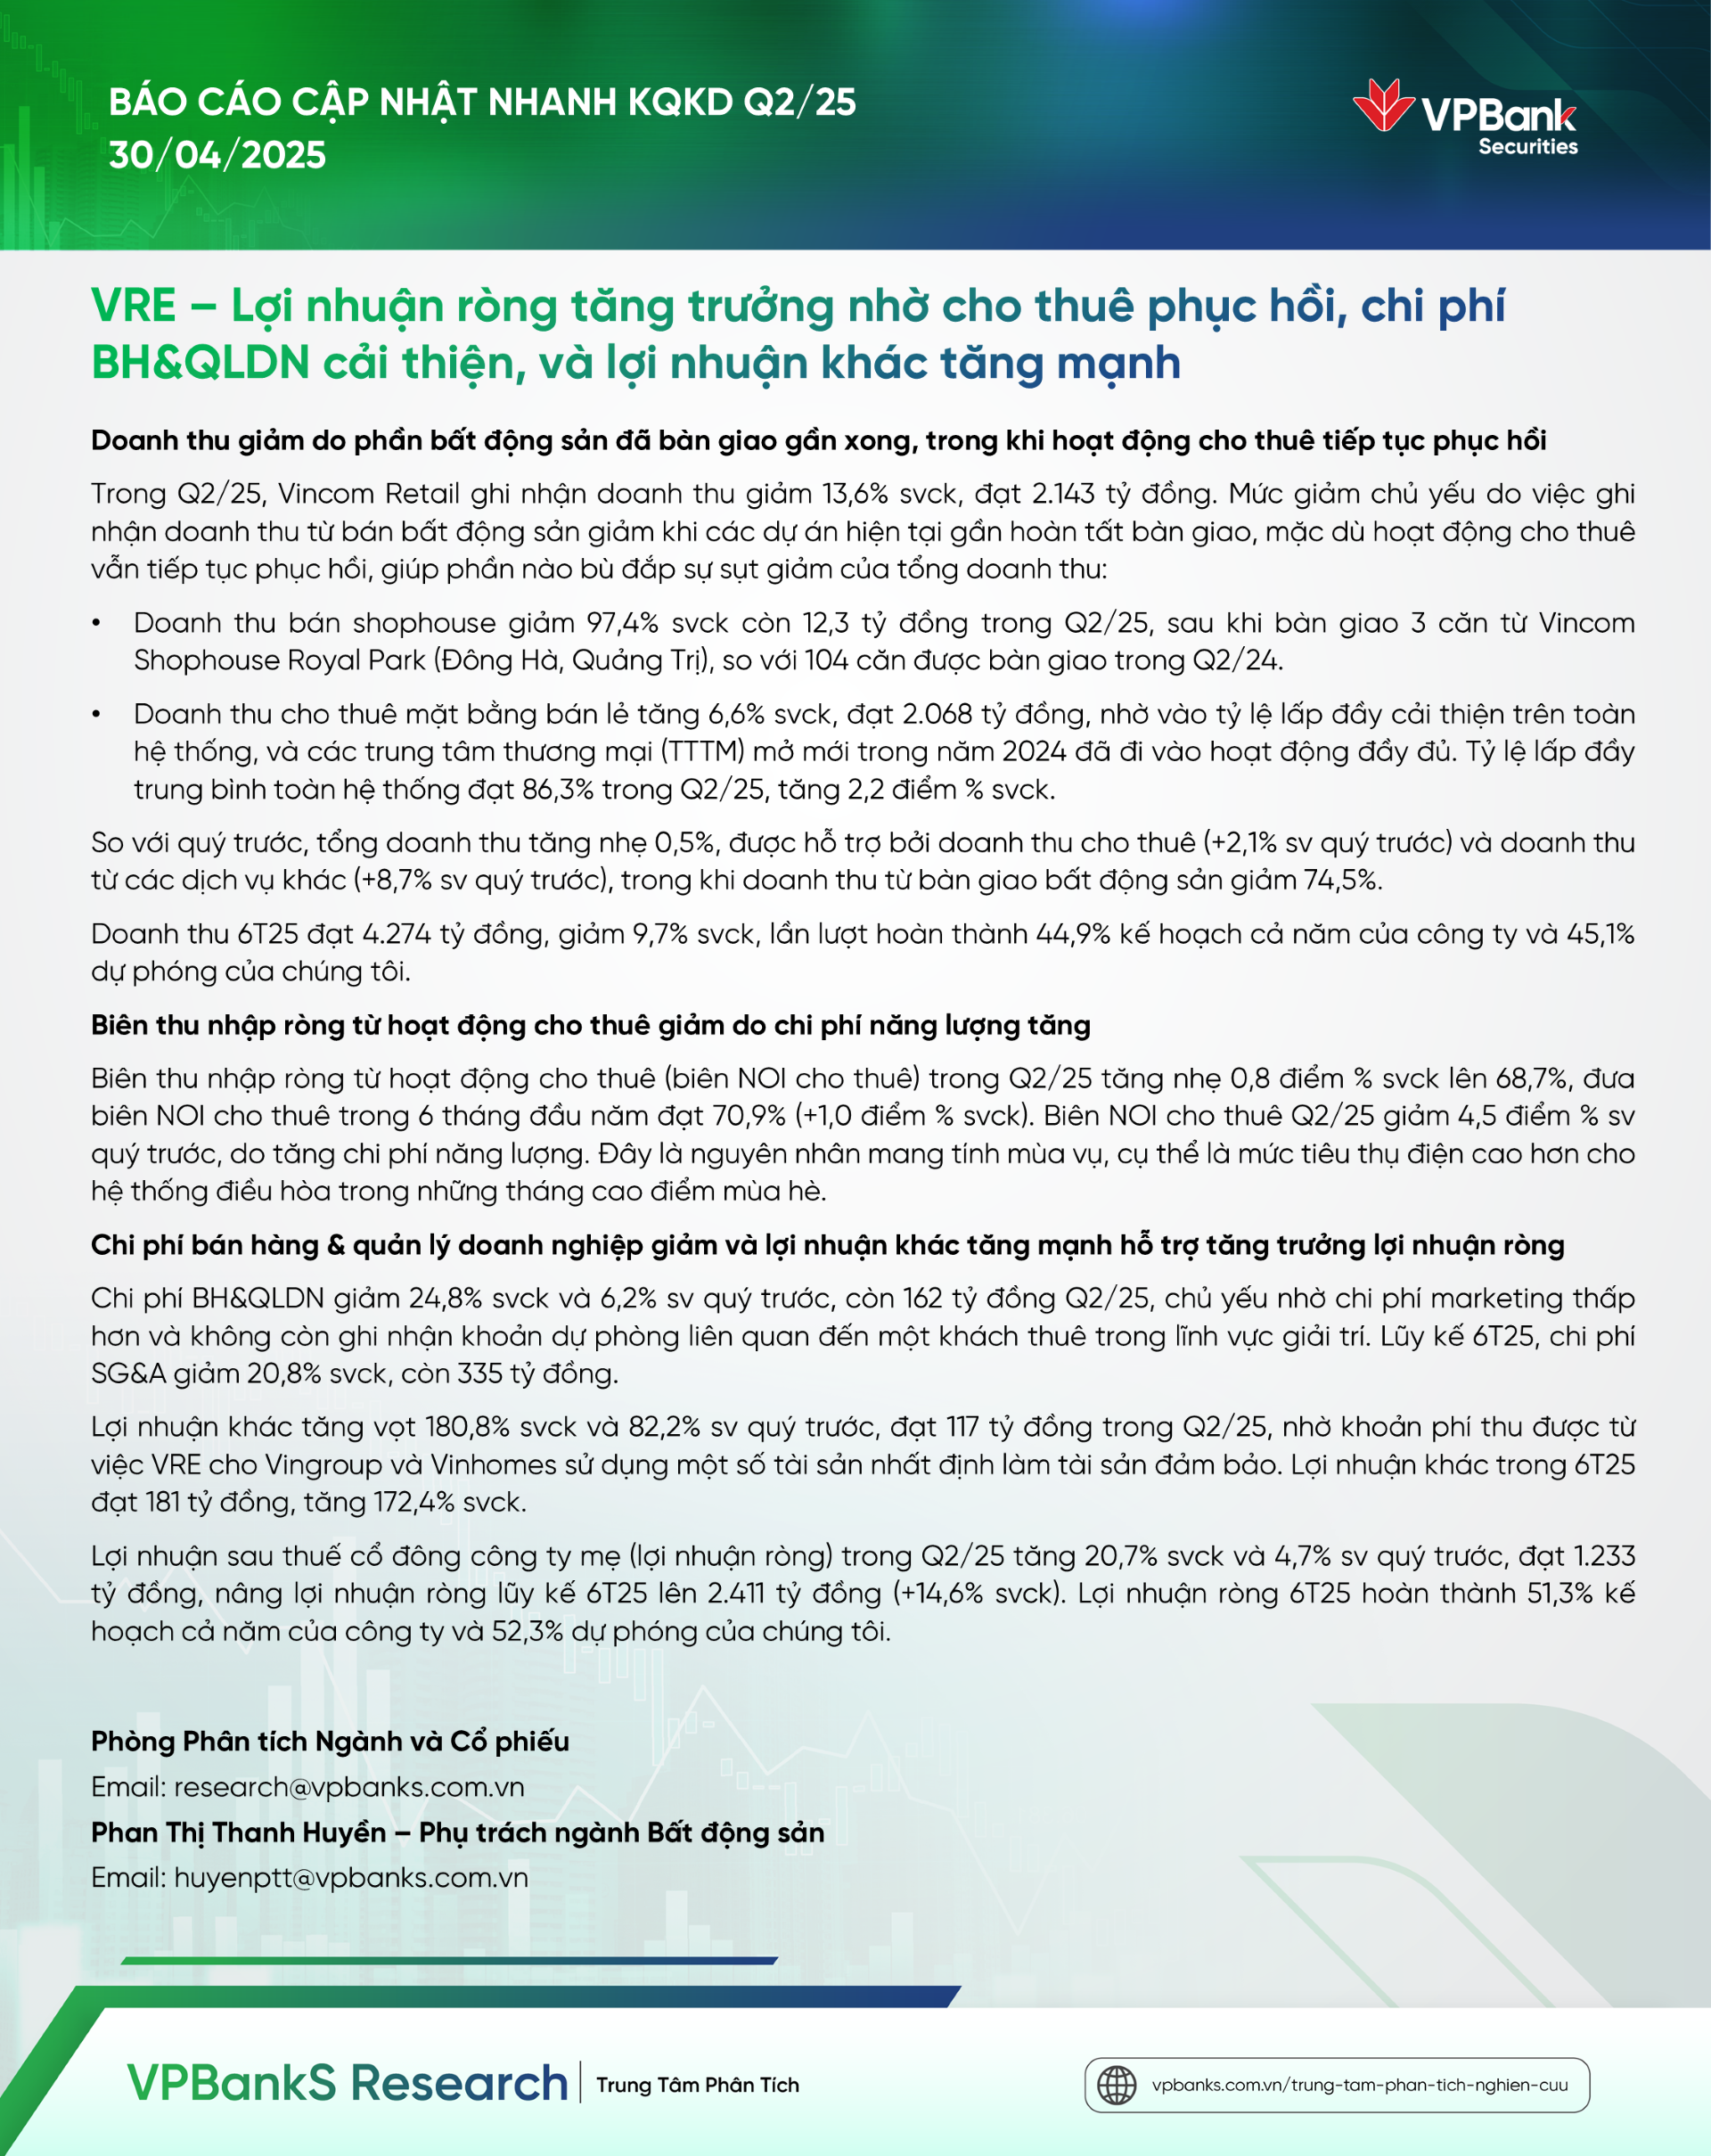 BÁO CÁO CẬP NHẬT NHANH KQKD Q2/25
30/04/2025
VPBank
Securities
VRE – Lợi nhuận ròng tăng trưởng nhờ cho thuê phục hồi, chi phí
BH&QLDN cải thiện, và lợi nhuận khác tăng mạnh
Doanh thu giảm do phần bất động sản đã bàn giao gần xong, trong khi hoạt động cho thuê tiếp tục phục hồi
Trong Q2/25, Vincom Retail ghi nhận doanh thu giảm 13,6% svck, đạt 2.143 tỷ đồng. Mức giảm chủ yếu do việc ghi
nhận doanh thu từ bán bất động sản giảm khi các dự án hiện tại gần hoàn tất bàn giao, mặc dù hoạt động cho thuê
vẫn tiếp tục phục hồi, giúp phần nào bù đắp sự sụt giảm của tổng doanh thu:
• Doanh thu bán shophouse giảm 97,4% svck còn 12,3 tỷ đồng trong Q2/25, sau khi bàn giao 3 căn từ Vincom
Shophouse Royal Park (Đông Hà, Quảng Trị), so với 104 căn được bàn giao trong Q2/24.
• Doanh thu cho thuê mặt bằng bán lẻ tăng 6,6% svck, đạt 2.068 tỷ đồng, nhờ vào tỷ lệ lấp đầy cải thiện trên toàn
hệ thống, và các trung tâm thương mại (TTTM) mở mới trong năm 2024 đã đi vào hoạt động đầy đủ. Tỷ lệ lấp đầy
trung bình toàn hệ thống đạt 86,3% trong Q2/25, tăng 2,2 điểm % svck.
So với quý trước, tổng doanh thu tăng nhẹ 0,5%, được hỗ trợ bởi doanh thu cho thuê (+2,1% sv quý trước) và doanh thu
từ các dịch vụ khác (+8,7% sv quý trước), trong khi doanh thu từ bàn giao bất động sản giảm 74,5%.
Doanh thu 6T25 đạt 4.274 tỷ đồng, giảm 9,7% svck, lần lượt hoàn thành 44,9% kế hoạch cả năm của công ty và 45,1%
dự phóng của chúng tôi.
Biên thu nhập ròng từ hoạt động cho thuê giảm do chi phí năng lượng tăng
Biên thu nhập ròng từ hoạt động cho thuê (biên NOI cho thuê) trong Q2/25 tăng nhẹ 0,8 điểm % svck lên 68,7%, đưa
biên NOI cho thuê trong 6 tháng đầu năm đạt 70,9% (+1,0 điểm % svck). Biên NOI cho thuê Q2/25 giảm 4,5 điểm % sv
quý trước, do tăng chi phí năng lượng. Đây là nguyên nhân mang tính mùa vụ, cụ thể là mức tiêu thụ điện cao hơn cho
hệ thống điều hòa trong những tháng cao điểm mùa hè.
Chi phí bán hàng & quản lý doanh nghiệp giảm và lợi nhuận khác tăng mạnh hỗ trợ tăng trưởng lợi nhuận ròng
Chi phí BH&QLDN giảm 24,8% svck và 6,2% sv quý trước, còn 162 tỷ đồng Q2/25, chủ yếu nhờ chi phí marketing thấp
hơn và không còn ghi nhận khoản dự phòng liên quan đến một khách thuê trong lĩnh vực giải trí. Lũy kế 6T25, chi phí
SG&A giảm 20,8% svck, còn 335 tỷ đồng.
Lợi nhuận khác tăng vọt 180,8% svck và 82,2% sv quý trước, đạt 117 tỷ đồng trong Q2/25, nhờ khoản phí thu được từ
việc VRE cho Vingroup và Vinhomes sử dụng một số tài sản nhất định làm tài sản đảm bảo. Lợi nhuận khác trong 6T25
đạt 181 tỷ đồng, tăng 172,4% svck.
Lợi nhuận sau thuế cổ đông công ty mẹ (lợi nhuận ròng) trong Q2/25 tăng 20,7% svck và 4,7% sv quý trước, đạt 1.233
tỷ đồng, nâng lợi nhuận ròng lũy kế 6T25 lên 2.411 tỷ đồng (+14,6% svck). Lợi nhuận ròng 6T25 hoàn thành 51,3% kế
hoạch cả năm của công ty và 52,3% dự phóng của chúng tôi.
Phòng Phân tích Ngành và Cổ phiếu
Email: research@vpbanks.com.vn
Phan Thị Thanh Huyền – Phụ trách ngành Bất động sản
Email: huyenptt@vpbanks.com.vn
VPBankS Research | Trung Tâm Phân Tích
vpbanks.com.vn/trung-tam-phan-tich-nghien-cuu